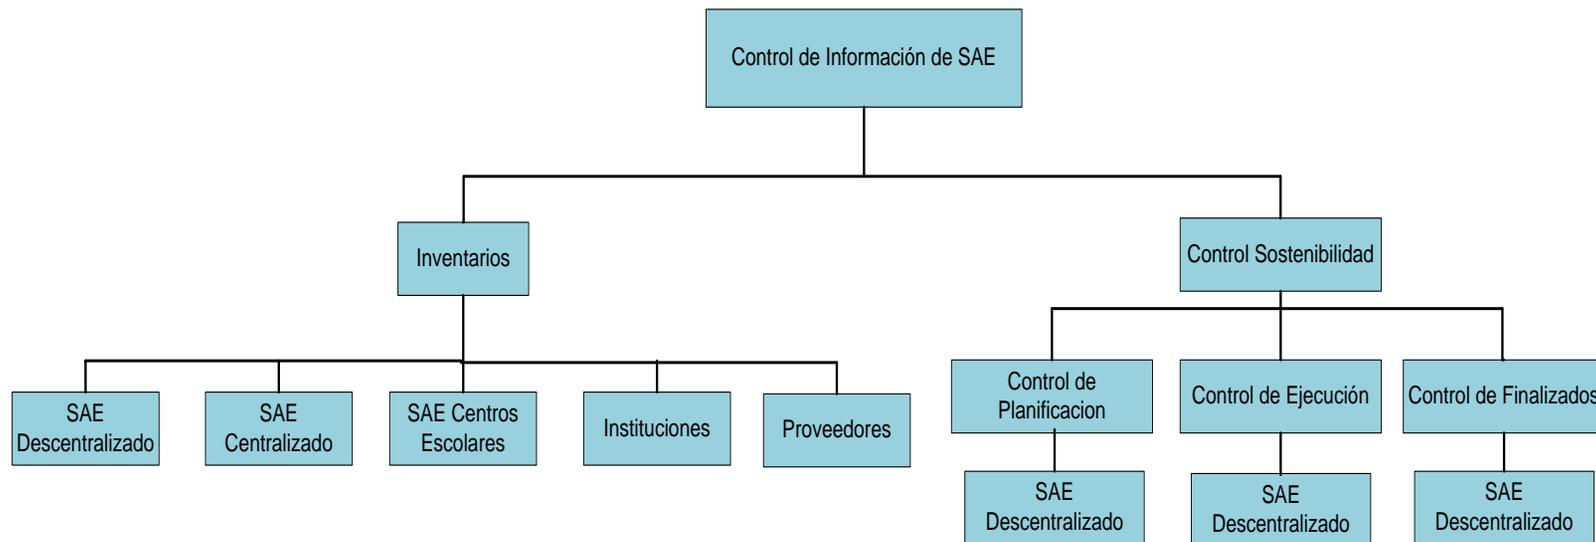 Control de Información de SAE
Inventarios
Control Sostenibilidad
SAE
Descentralizado
SAE
Centralizado
SAE Centros
Escolares
Instituciones
Proveedores
Control de
Planificacion
Control de Ejecución
Control de Finalizados
SAE
Descentralizado
SAE
Descentralizado
SAE
Descentralizado